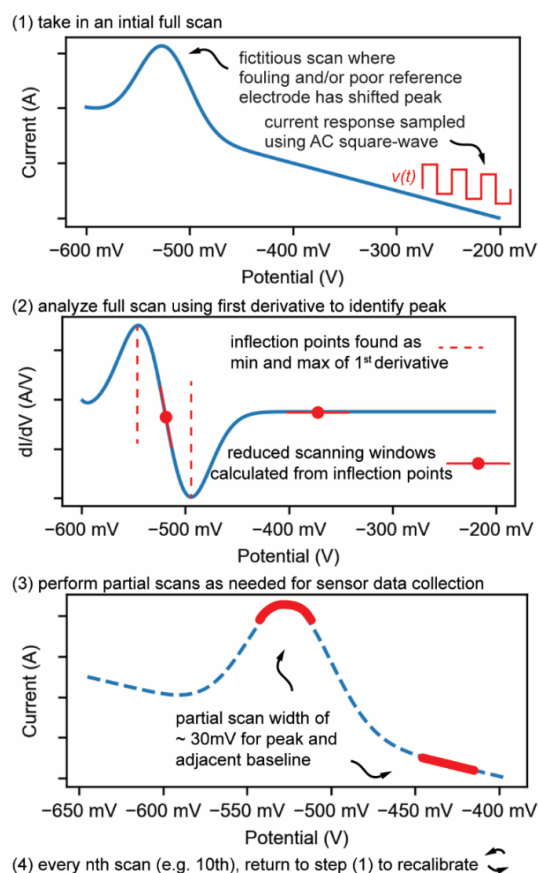 (1) take in an intial full scan
fictitious scan where
fouling and/or poor reference
electrode has shifted peak
current response sampled
using AC square-wave
v(t)
Current (A)
−600 mV −500 mV −400 mV −300 mV −200 mV
Potential (V)
(2) analyze full scan using first derivative to identify peak
inflection points found as
min and max of 1st derivative
reduced scanning windows
calculated from inflection points
dI/dV (A/V)
−600 mV −500 mV −400 mV −300 mV −200 mV
Potential (V)
(3) perform partial scans as needed for sensor data collection
partial scan width of
~ 30mV for peak and
adjacent baseline
Current (A)
−650 mV −600 mV −550 mV −500 mV −450 mV −400 mV
Potential (V)
(4) every nth scan (e.g. 10th), return to step (1) to recalibrate